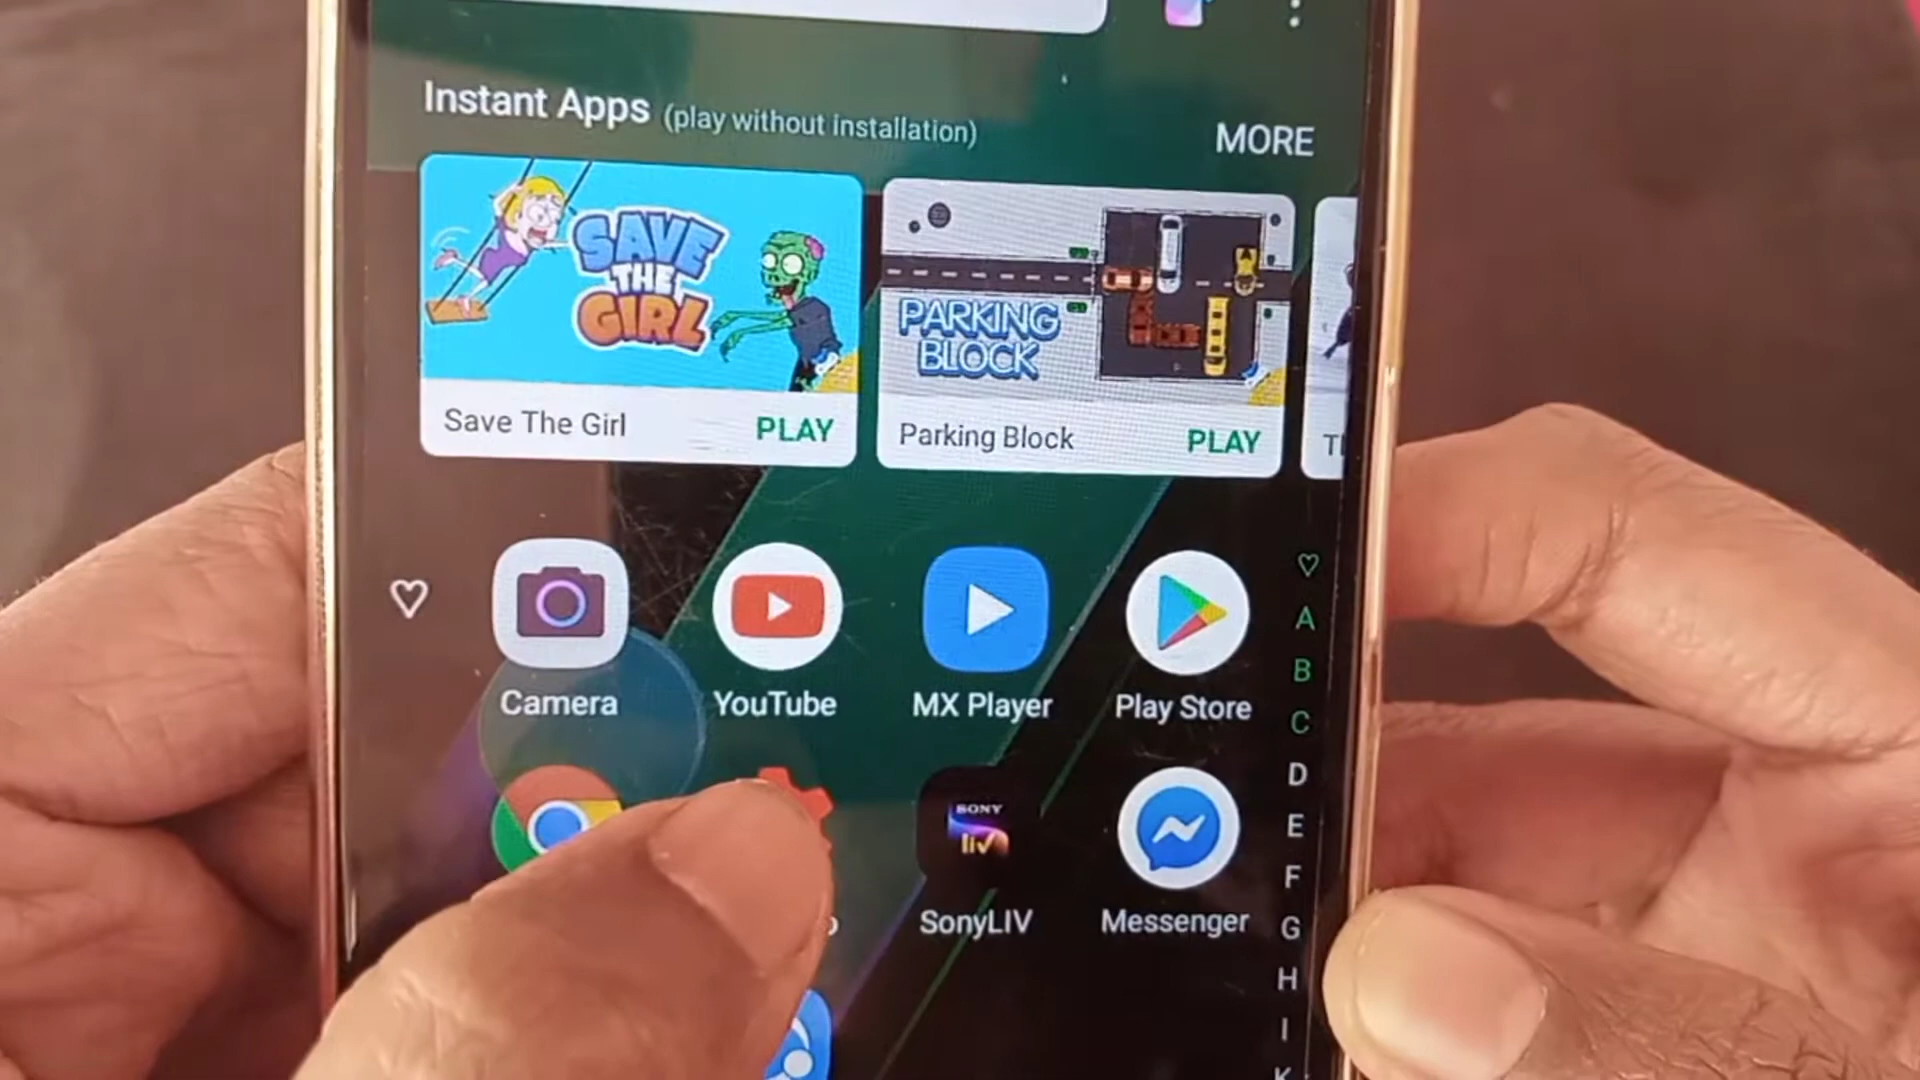 Instant Apps (play without installation)
MORE
SAVE
THE
GIRL
PARKING
BLOCK
Save The Girl
PLAY
Parking Block
PLAY
Camera
YouTube
MX Player
Play Store
SONY
liv
SonyLIV
Messenger
A
B
C
D
E
F
G
H
I
K